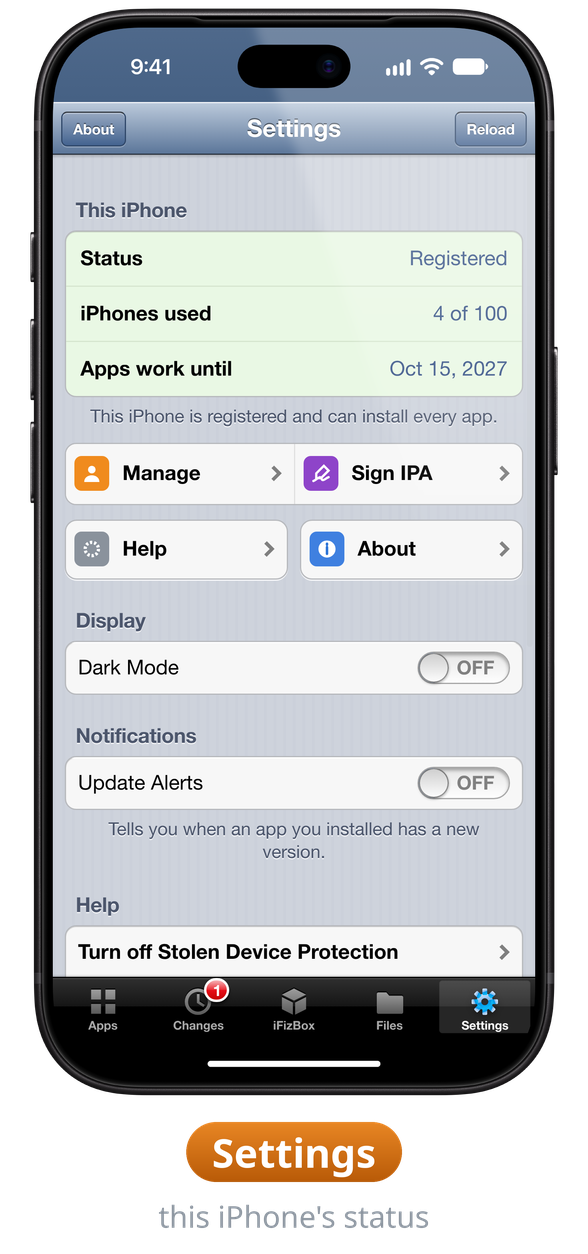 9:41
About
Settings
Reload
This iPhone
Status
Registered
iPhones used
4 of 100
Apps work until
Oct 15, 2027
This iPhone is registered and can install every app.
Manage
Sign IPA
Help
About
Display
Dark Mode
OFF
Notifications
Update Alerts
OFF
Tells you when an app you installed has a new
version.
Help
Turn off Stolen Device Protection
1
Apps
Changes
iFizBox
Files
Settings
Settings
this iPhone's status